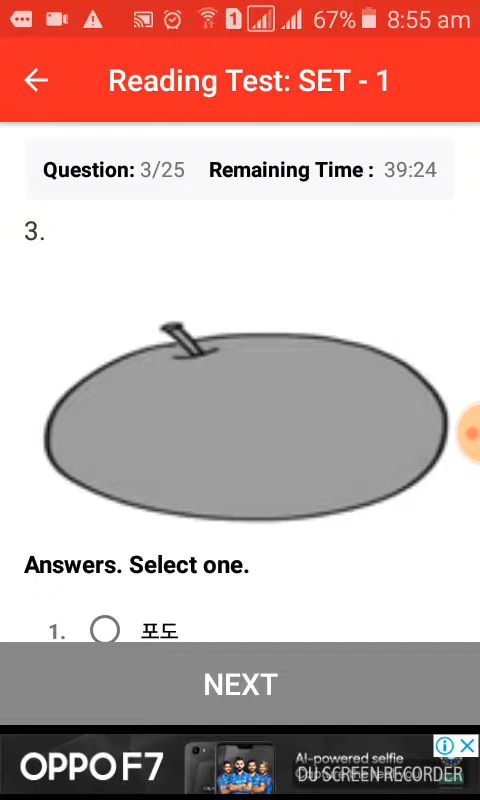 1 67% 8:55 am
Reading Test: SET - 1
Question: 3/25 Remaining Time : 39:24
3.
Answers. Select one.
1. 포도
NEXT
OPPO F7
AI-powered selfie
DU SCREEN RECORDER